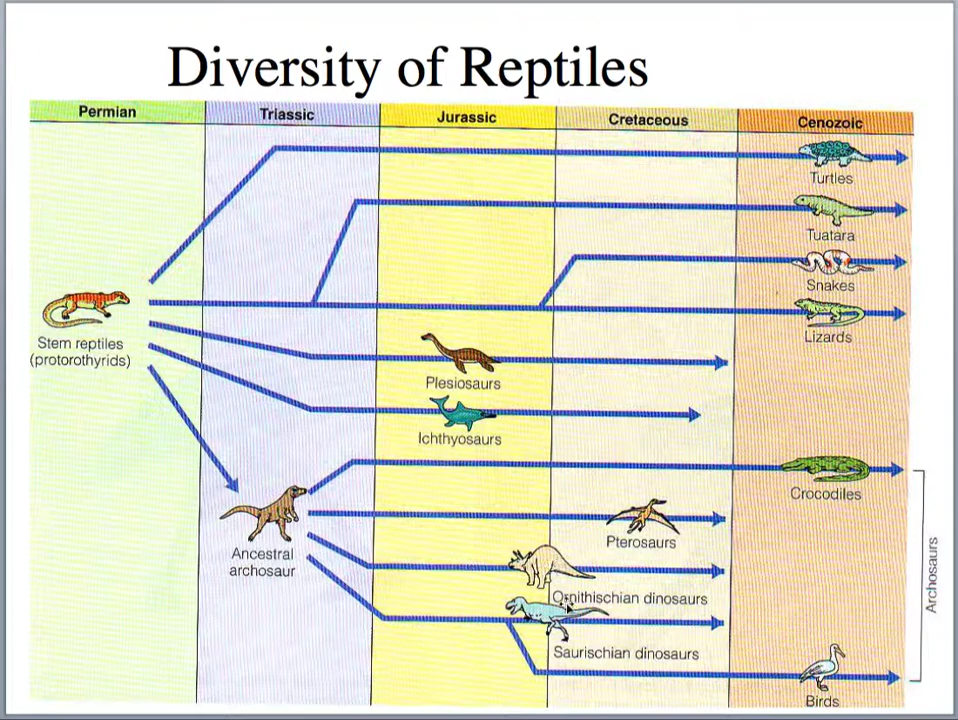 Diversity of Reptiles
Permian
Triassic
Jurassic
Cretaceous
Cenozoic
Turtles
Tuatara
Snakes
Lizards
Stem reptiles
(protorothyrids)
Plesiosaurs
Ichthyosaurs
Crocodiles
Pterosaurs
Ancestral
archosaur
Ornithischian dinosaurs
Saurischian dinosaurs
Birds
Archosaurs